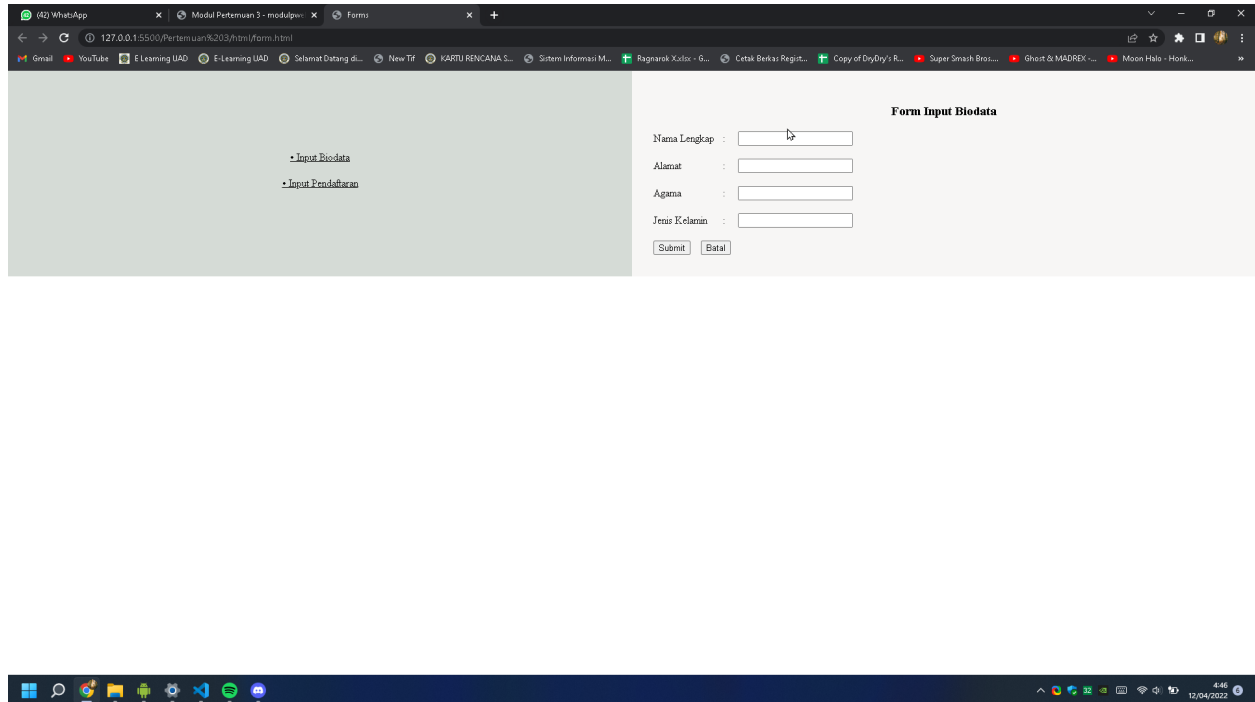 (42) WhatsApp
Modul Pertemuan 3 - modulpwe
Forms
127.0.0.1:5500/Pertemuan%203/html/form.html
Gmail YouTube E Learning UAD E-Learning UAD Selamat Datang di... New Tif KARTU RENCANA S... Sistem Informasi M... Ragnarok X.xlsx - G... Cetak Berkas Regist... Copy of DryDry's R... Super Smash Bros.... Ghost & MADREX -... Moon Halo - Honk... »
Form Input Biodata
• Input Biodata
• Input Pendaftaran
Nama Lengkap :
Alamat :
Agama :
Jenis Kelamin :
Submit Batal
32
4:46
12/04/2022
6